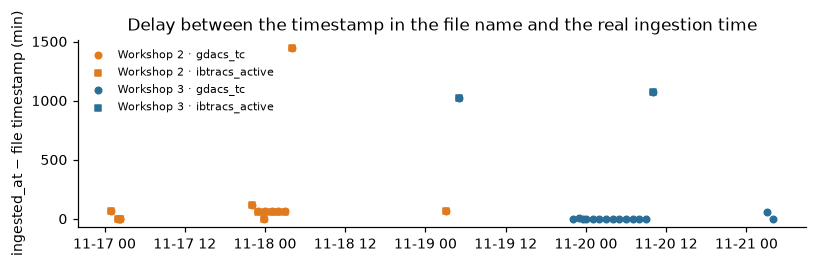 Delay between the timestamp in the file name and the real ingestion time
ingested_at − file timestamp (min)
1500
1000
500
0
Workshop 2 · gdacs_tc
Workshop 2 · ibtracs_active
Workshop 3 · gdacs_tc
Workshop 3 · ibtracs_active
11-17 00 11-17 12 11-18 00 11-18 12 11-19 00 11-19 12 11-20 00 11-20 12 11-21 00